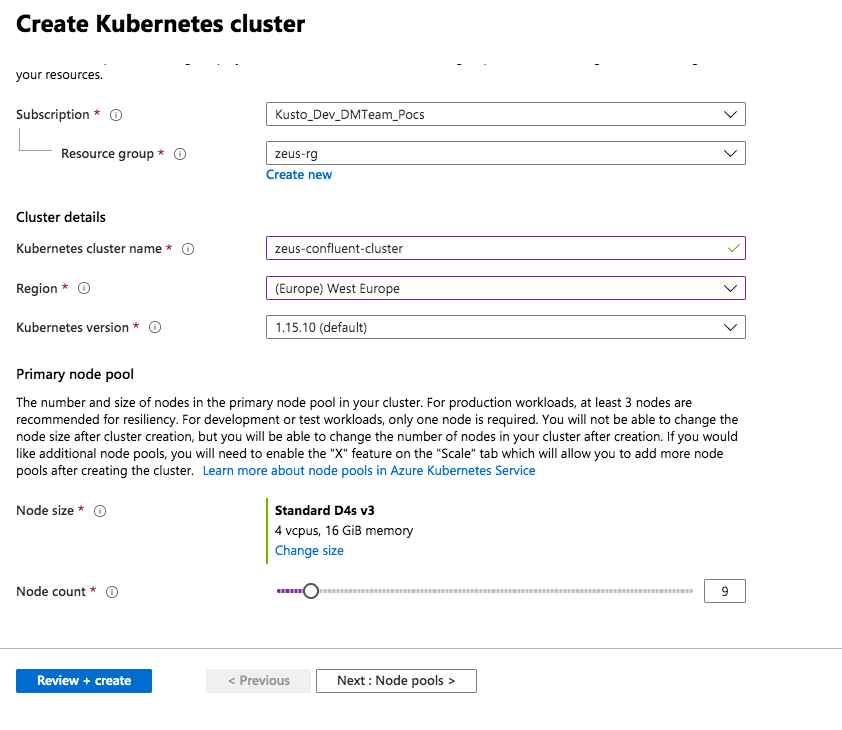 Create Kubernetes cluster
your resources.
Subscription *
Kusto_Dev_DMTeam_Pocs
Resource group *
zeus-rg
Create new
Cluster details
Kubernetes cluster name *
zeus-confluent-cluster
Region *
(Europe) West Europe
Kubernetes version *
1.15.10 (default)
Primary node pool
The number and size of nodes in the primary node pool in your cluster. For production workloads, at least 3 nodes are
recommended for resiliency. For development or test workloads, only one node is required. You will not be able to change the
node size after cluster creation, but you will be able to change the number of nodes in your cluster after creation. If you would
like additional node pools, you will need to enable the "X" feature on the "Scale" tab which will allow you to add more node
pools after creating the cluster. Learn more about node pools in Azure Kubernetes Service
Node size *
Standard D4s v3
4 vcpus, 16 GiB memory
Change size
Node count *
9
Review + create
< Previous
Next : Node pools >